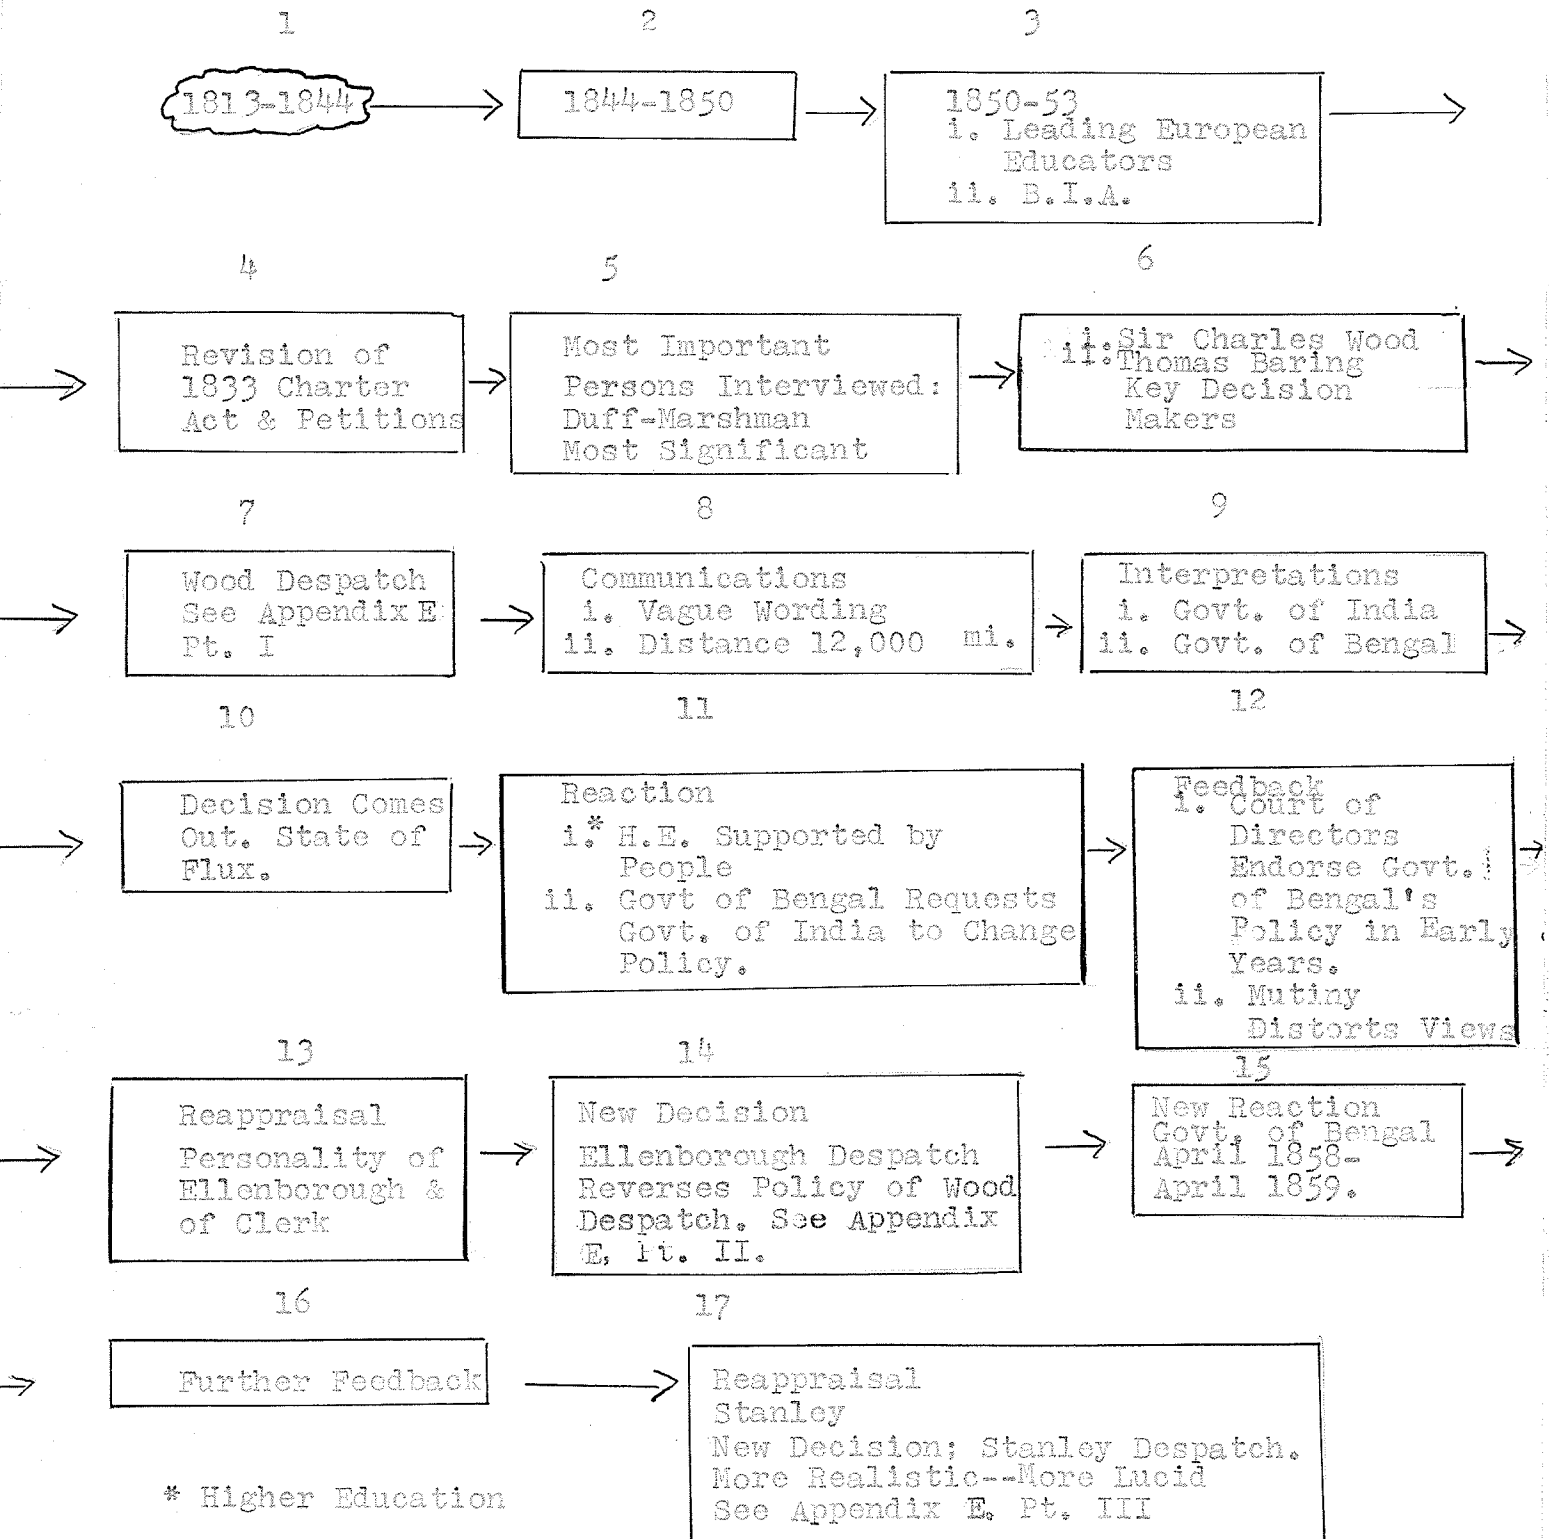 1
2
3
1813-1844
1844-1850
1850-53
i. Leading European
Educators
ii. B.I.A.
4
5
6
Revision of
1833 Charter
Act & Petitions
Most Important
Persons Interviewed:
Duff-Marshman
Most Significant
i. Sir Charles Wood
ii. Thomas Baring
Key Decision
Makers
7
8
9
Wood Despatch
See Appendix E
Pt. I
Communications
i. Vague Wording
ii. Distance 12,000 mi.
Interpretations
i. Govt. of India
ii. Govt. of Bengal
10
11
12
Decision Comes
Out. State of
Flux.
Reaction
i.* H.E. Supported by
People
ii. Govt of Bengal Requests
Govt. of India to Change
Policy.
Feedback
i. Court of
Directors
Endorse Govt.
of Bengal's
Policy in Early
Years.
ii. Mutiny
Distorts Views
13
14
15
Reappraisal
Personality of
Ellenborough &
of Clerk
New Decision
Ellenborough Despatch
Reverses Policy of Wood
Despatch. See Appendix
E, Pt. II.
New Reaction
Govt. of Bengal
April 1858-
April 1859.
16
17
Further Feedback
Reappraisal
Stanley
New Decision; Stanley Despatch.
More Realistic--More Lucid
See Appendix E. Pt. III
* Higher Education